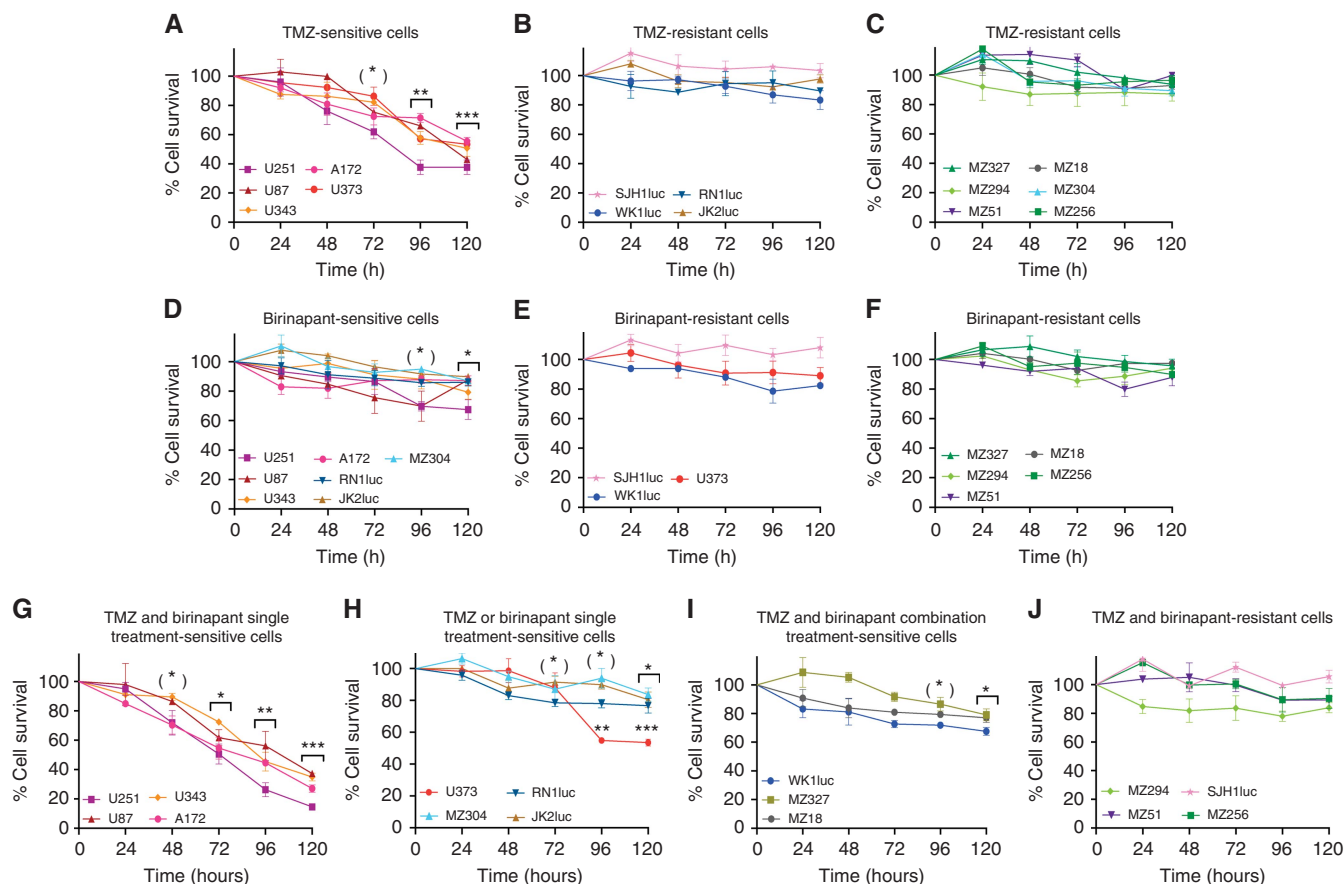 A
TMZ-sensitive cells
% Cell survival
100
80
60
40
20
0
(*)
**
***
U251
A172
U87
U373
U343
0 24 48 72 96 120
Time (h)
B
TMZ-resistant cells
% Cell survival
100
80
60
40
20
0
SJH1luc
RN1luc
WK1luc
JK2luc
0 24 48 72 96 120
Time (h)
C
TMZ-resistant cells
% Cell survival
100
80
60
40
20
0
MZ327
MZ18
MZ294
MZ304
MZ51
MZ256
0 24 48 72 96 120
Time (h)
D
Birinapant-sensitive cells
% Cell survival
100
80
60
40
20
0
(*)
*
U251
A172
MZ304
U87
RN1luc
U343
JK2luc
0 24 48 72 96 120
Time (h)
E
Birinapant-resistant cells
% Cell survival
100
80
60
40
20
0
SJH1luc
U373
WK1luc
0 24 48 72 96 120
Time (h)
F
Birinapant-resistant cells
% Cell survival
100
80
60
40
20
0
MZ327
MZ18
MZ294
MZ256
MZ51
0 24 48 72 96 120
Time (h)
G
TMZ and birinapant single
treatment-sensitive cells
% Cell survival
100
80
60
40
20
0
(*)
*
**
***
U251
U343
U87
A172
0 24 48 72 96 120
Time (hours)
H
TMZ or birinapant single
treatment-sensitive cells
% Cell survival
100
80
60
40
20
0
(*)
(*)
*
**
***
U373
RN1luc
MZ304
JK2luc
0 24 48 72 96 120
Time (hours)
I
TMZ and birinapant combination
treatment-sensitive cells
% Cell survival
100
80
60
40
20
0
(*)
*
WK1luc
MZ327
MZ18
0 24 48 72 96 120
Time (hours)
J
TMZ and birinapant-resistant cells
% Cell survival
100
80
60
40
20
0
MZ294
SJH1luc
MZ51
MZ256
0 24 48 72 96 120
Time (hours)